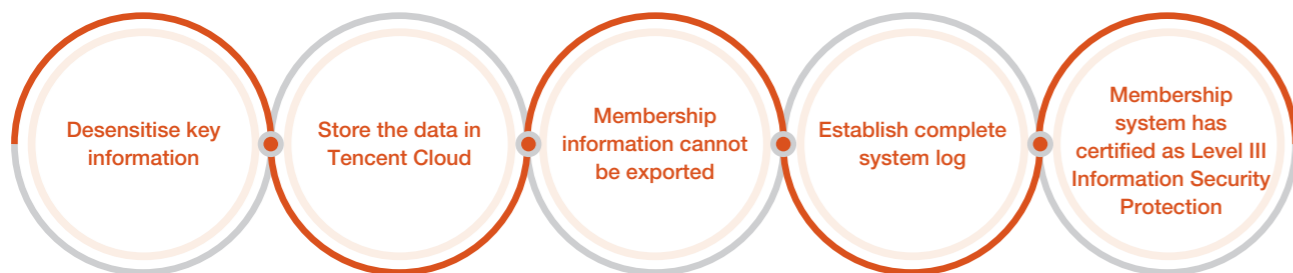 Desensitise key
information
Store the data in
Tencent Cloud
Membership
information cannot
be exported
Establish complete
system log
Membership
system has
certified as Level III
Information Security
Protection